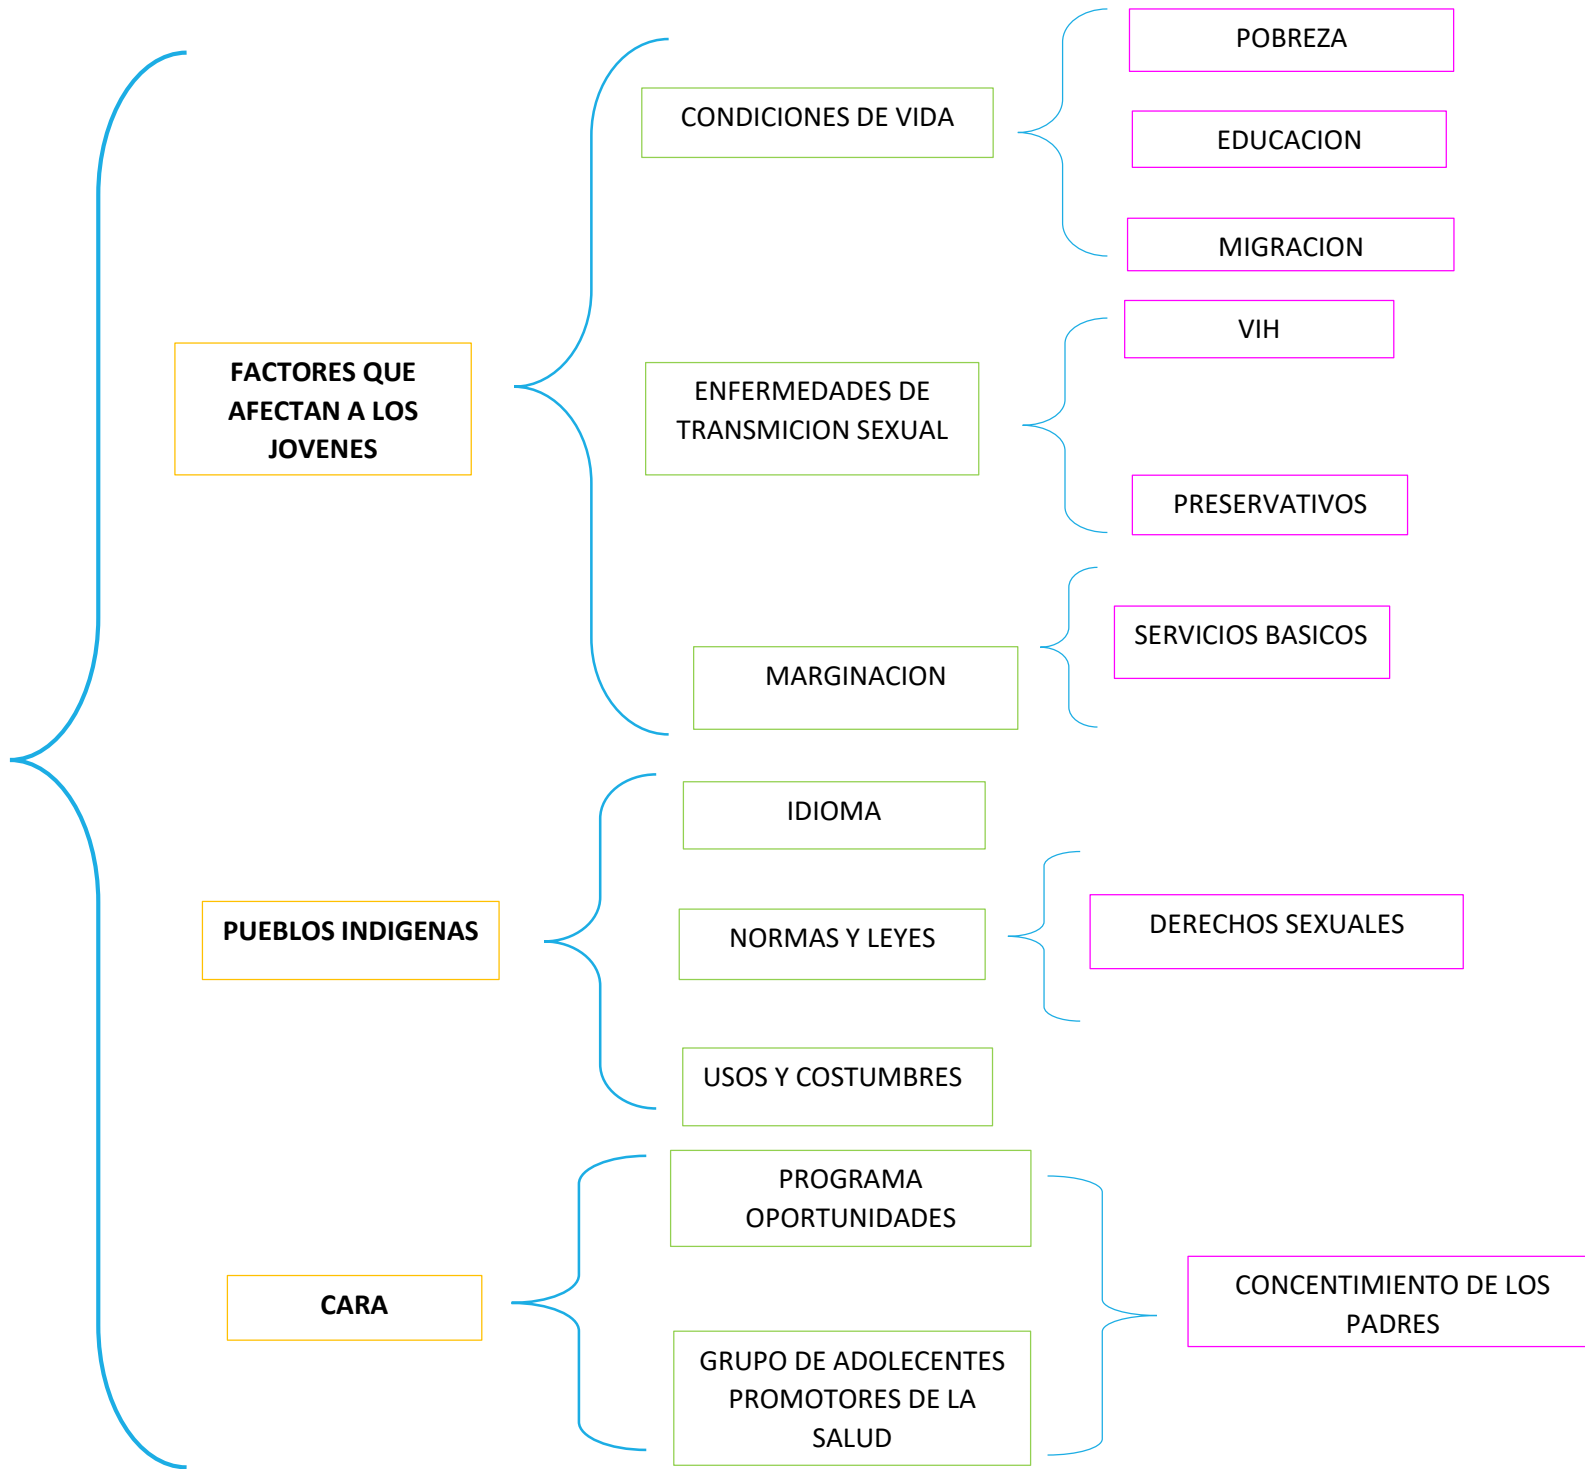 POBREZA
CONDICIONES DE VIDA
EDUCACION
MIGRACION
FACTORES QUE
AFECTAN A LOS
JOVENES
VIH
ENFERMEDADES DE
TRANSMICION SEXUAL
PRESERVATIVOS
SERVICIOS BASICOS
MARGINACION
IDIOMA
PUEBLOS INDIGENAS
NORMAS Y LEYES
DERECHOS SEXUALES
USOS Y COSTUMBRES
CARA
PROGRAMA
OPORTUNIDADES
GRUPO DE ADOLECENTES
PROMOTORES DE LA
SALUD
CONCENTIMIENTO DE LOS
PADRES